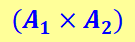 (A₁ × A₂)